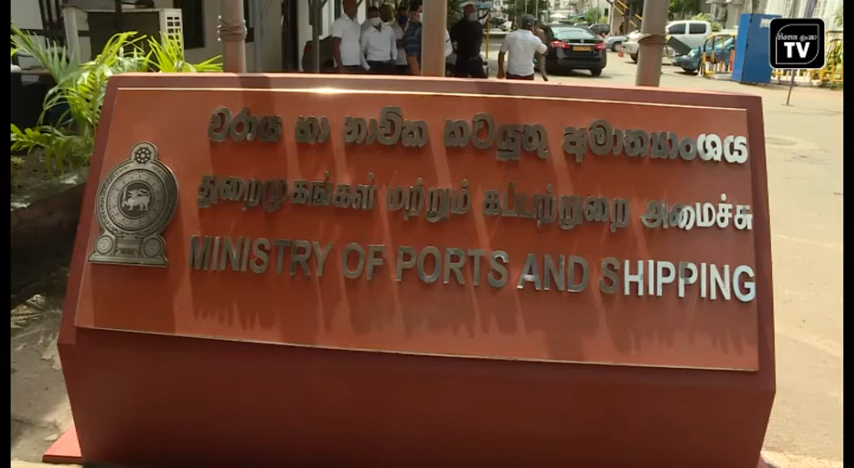 වරාය හා නාවික කටයුතු අමාත්‍යාංශය
துறைமுகங்கள் மற்றும் கப்பற்றுறை அமைச்சு
MINISTRY OF PORTS AND SHIPPING
TV